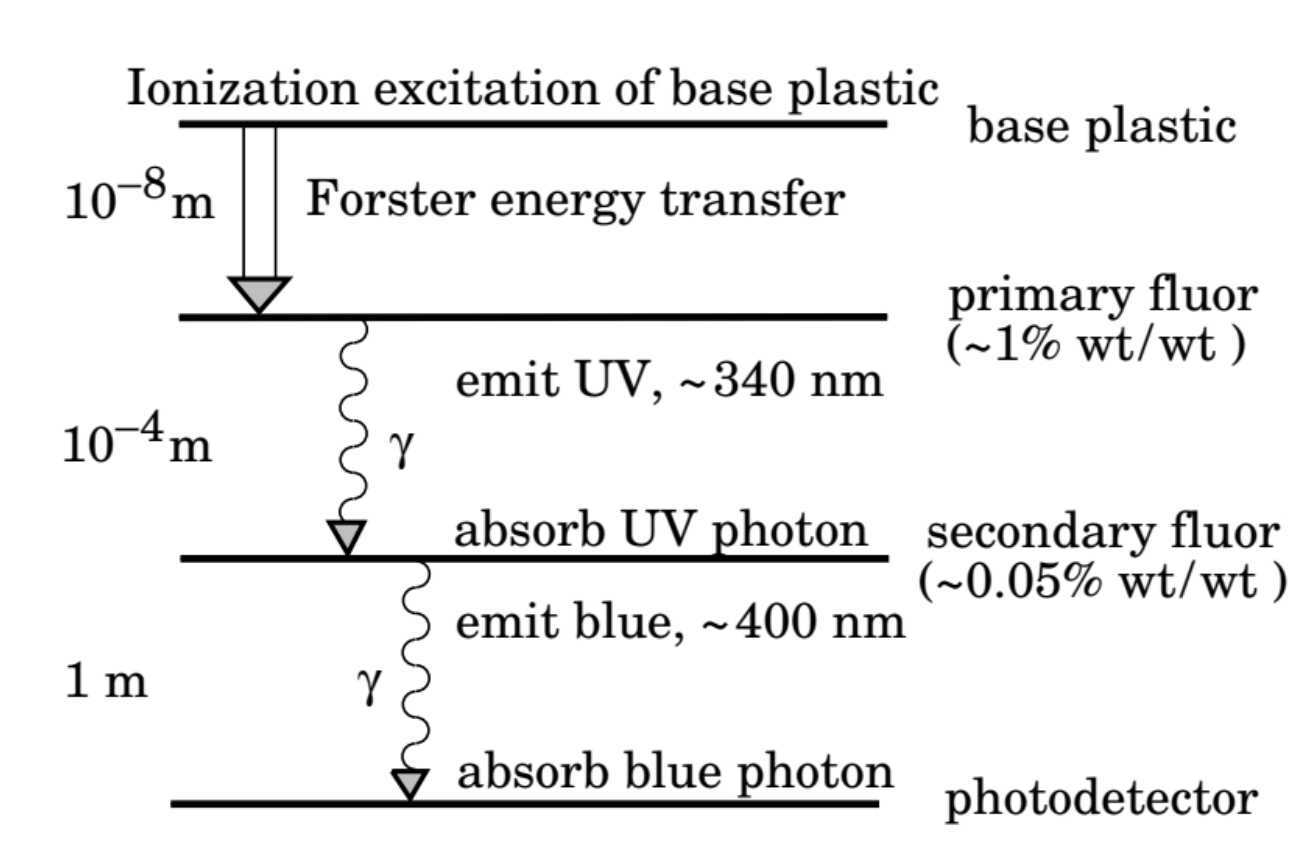 Ionization excitation of base plastic
base plastic
10⁻⁸ m
Forster energy transfer
primary fluor
(~1% wt/wt )
emit UV, ~340 nm
10⁻⁴ m
γ
absorb UV photon
secondary fluor
(~0.05% wt/wt )
emit blue, ~400 nm
1 m
γ
absorb blue photon
photodetector